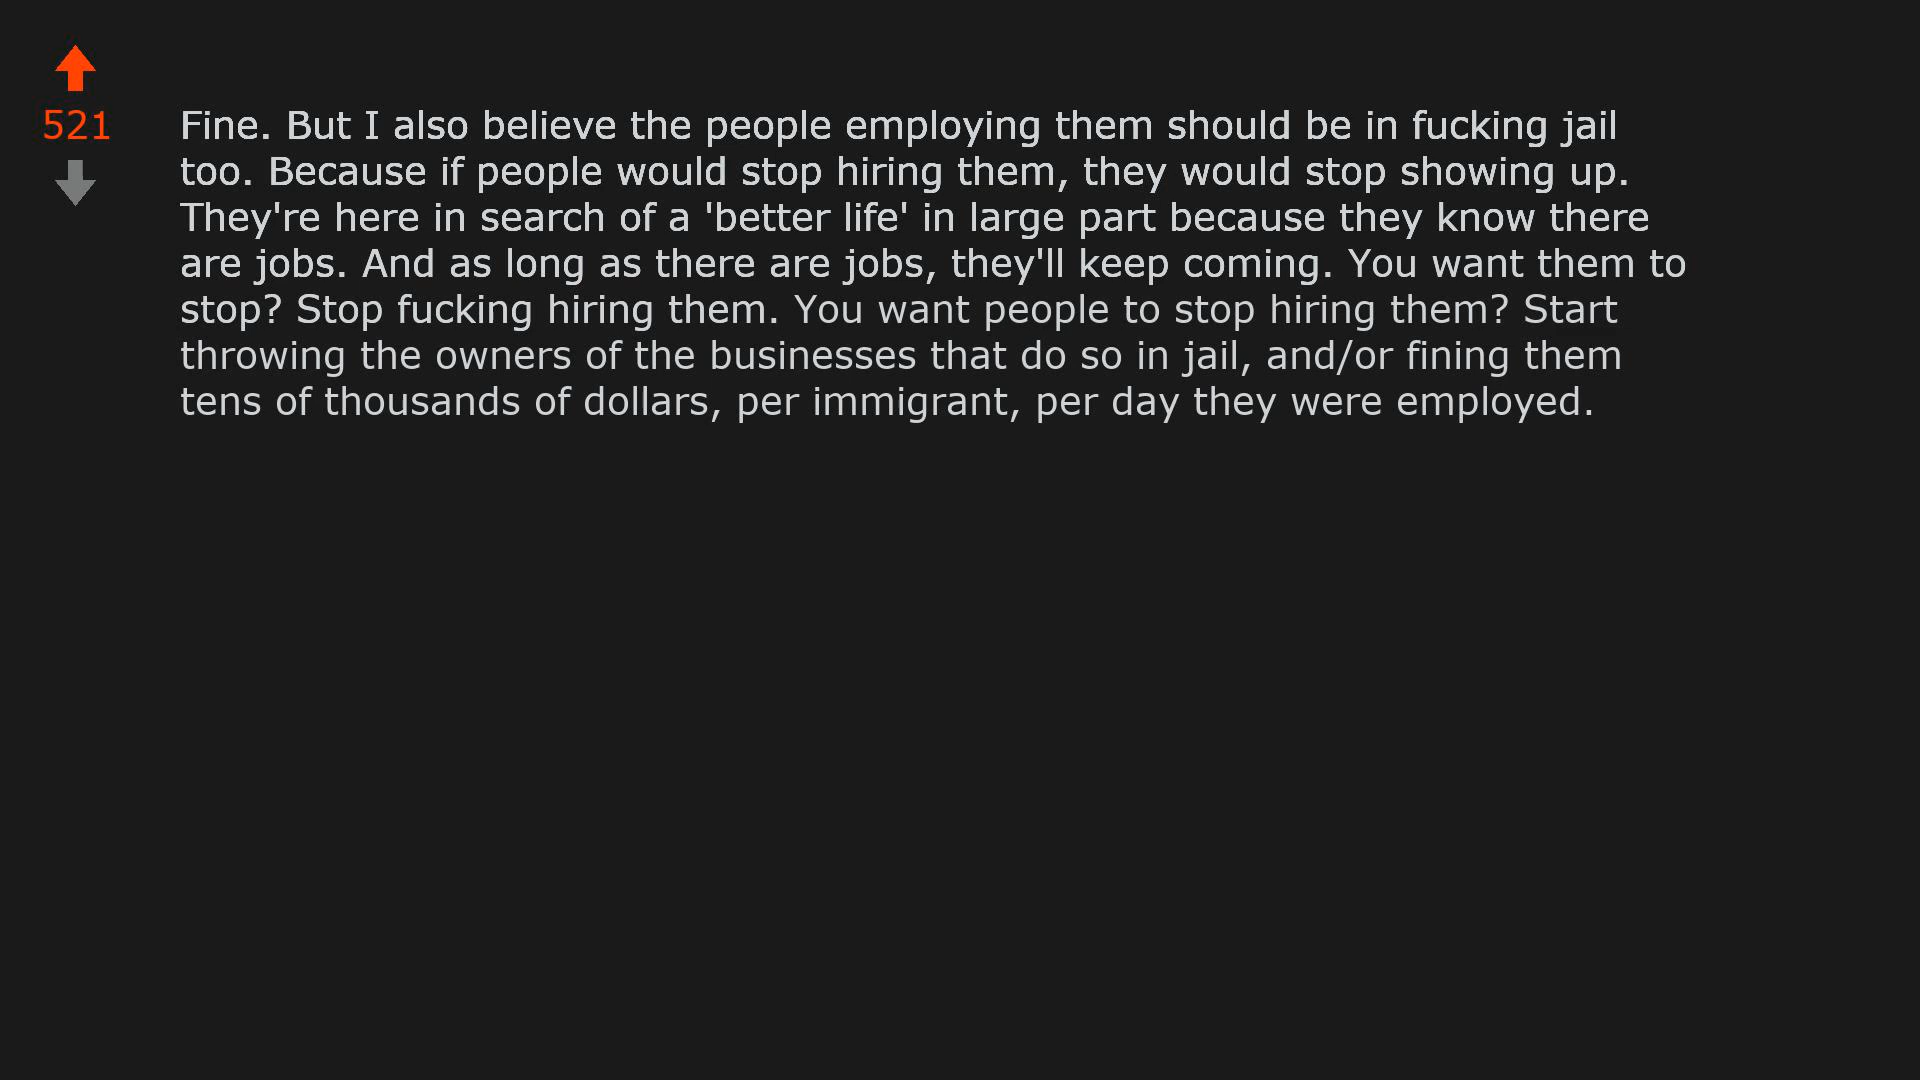 521
Fine. But I also believe the people employing them should be in fucking jail
too. Because if people would stop hiring them, they would stop showing up.
They're here in search of a 'better life' in large part because they know there
are jobs. And as long as there are jobs, they'll keep coming. You want them to
stop? Stop fucking hiring them. You want people to stop hiring them? Start
throwing the owners of the businesses that do so in jail, and/or fining them
tens of thousands of dollars, per immigrant, per day they were employed.